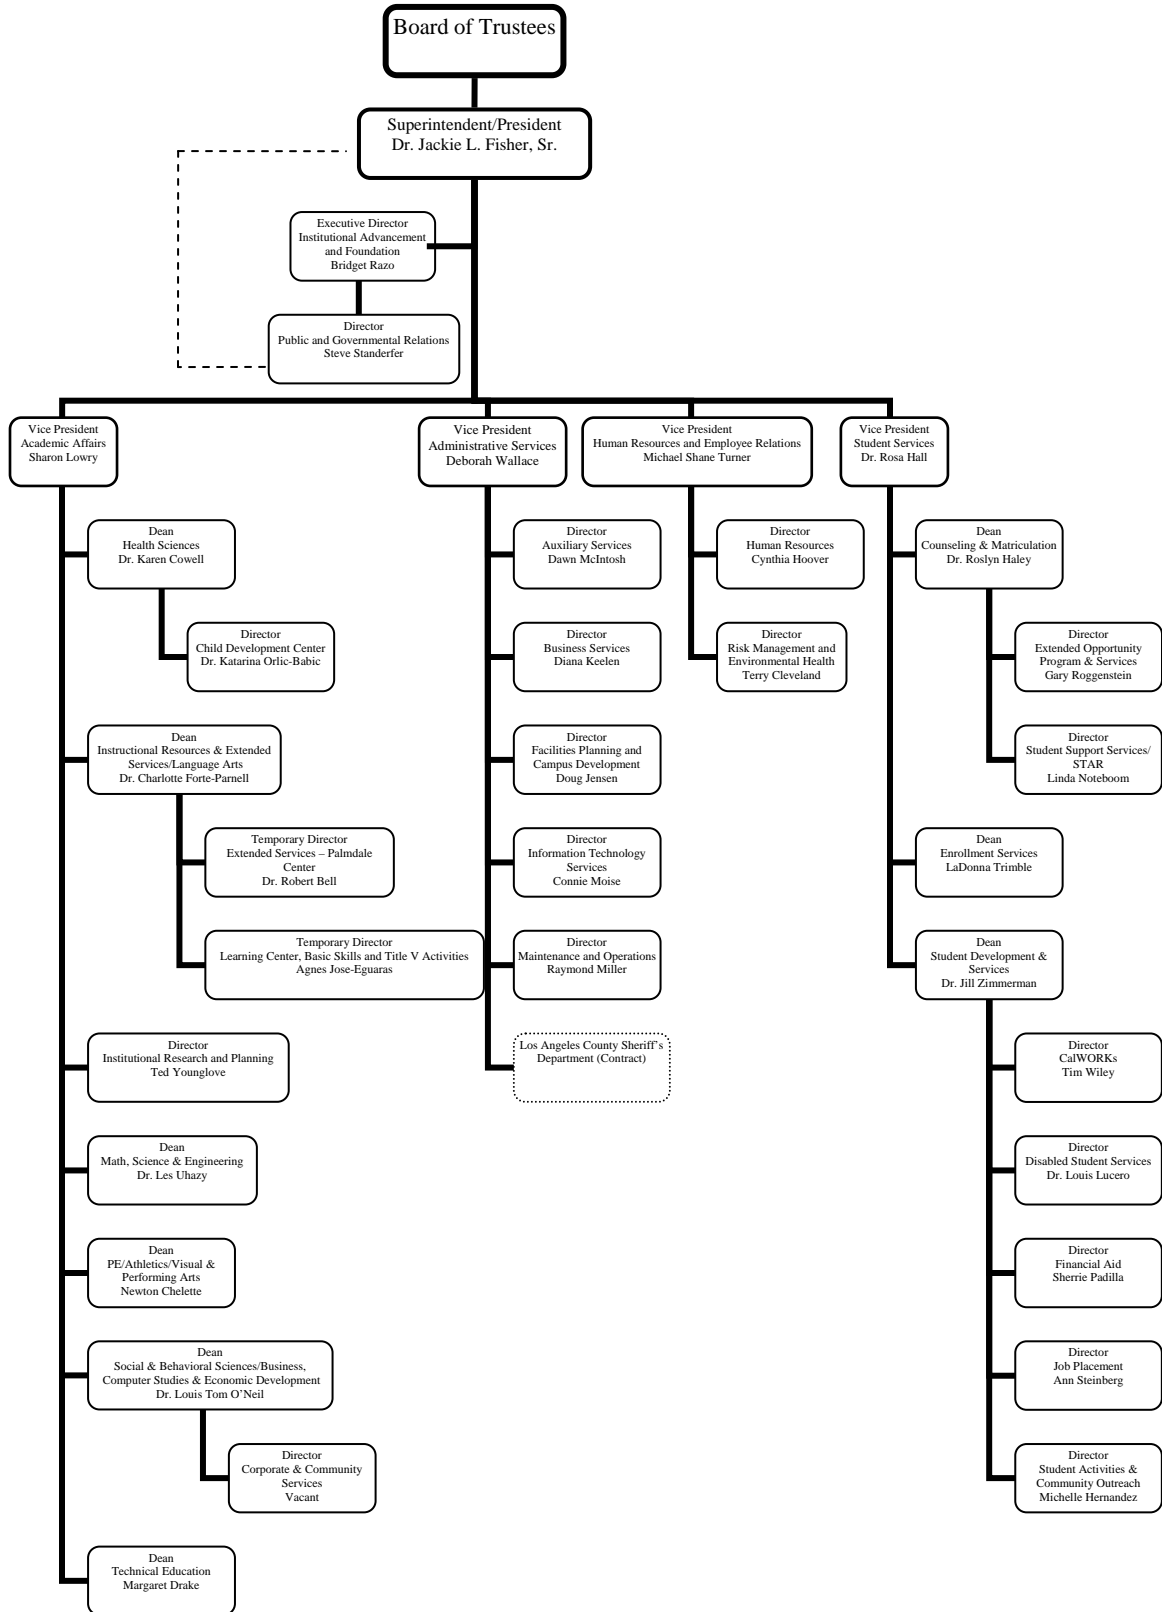 Board of Trustees
Superintendent/President
Dr. Jackie L. Fisher, Sr.
Executive Director
Institutional Advancement
and Foundation
Bridget Razo
Director
Public and Governmental Relations
Steve Standerfer
Vice President
Academic Affairs
Sharon Lowry
Dean
Health Sciences
Dr. Karen Cowell
Director
Child Development Center
Dr. Katarina Orlic-Babic
Dean
Instructional Resources & Extended
Services/Language Arts
Dr. Charlotte Forte-Parnell
Temporary Director
Extended Services – Palmdale
Center
Dr. Robert Bell
Temporary Director
Learning Center, Basic Skills and Title V Activities
Agnes Jose-Eguaras
Director
Institutional Research and Planning
Ted Younglove
Dean
Math, Science & Engineering
Dr. Les Uhazy
Dean
PE/Athletics/Visual &
Performing Arts
Newton Chelette
Dean
Social & Behavioral Sciences/Business,
Computer Studies & Economic Development
Dr. Louis Tom O’Neil
Director
Corporate & Community
Services
Vacant
Dean
Technical Education
Margaret Drake
Vice President
Administrative Services
Deborah Wallace
Director
Auxiliary Services
Dawn McIntosh
Director
Business Services
Diana Keelen
Director
Facilities Planning and
Campus Development
Doug Jensen
Director
Information Technology
Services
Connie Moise
Director
Maintenance and Operations
Raymond Miller
Los Angeles County Sheriff’s
Department (Contract)
Vice President
Human Resources and Employee Relations
Michael Shane Turner
Director
Human Resources
Cynthia Hoover
Director
Risk Management and
Environmental Health
Terry Cleveland
Vice President
Student Services
Dr. Rosa Hall
Dean
Counseling & Matriculation
Dr. Roslyn Haley
Director
Extended Opportunity
Program & Services
Gary Roggenstein
Director
Student Support Services/
STAR
Linda Noteboom
Dean
Enrollment Services
LaDonna Trimble
Dean
Student Development &
Services
Dr. Jill Zimmerman
Director
CalWORKs
Tim Wiley
Director
Disabled Student Services
Dr. Louis Lucero
Director
Financial Aid
Sherrie Padilla
Director
Job Placement
Ann Steinberg
Director
Student Activities &
Community Outreach
Michelle Hernandez